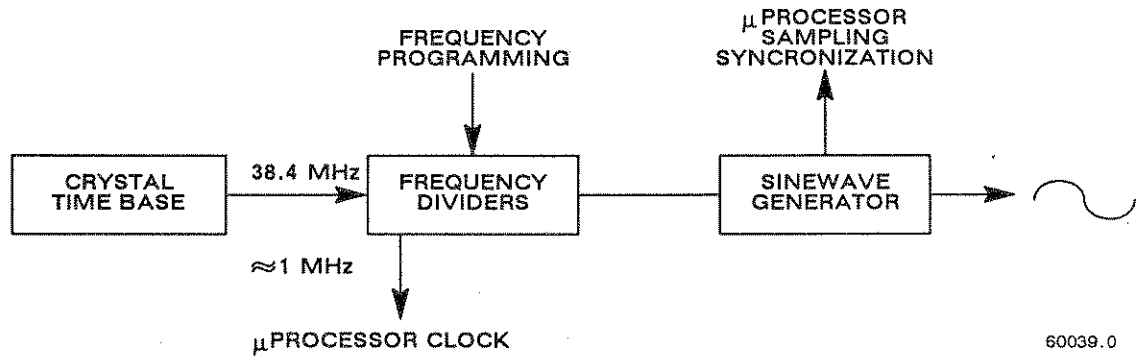 FREQUENCY
PROGRAMMING
μPROCESSOR
SAMPLING
SYNCRONIZATION
CRYSTAL
TIME BASE
38.4 MHz
FREQUENCY
DIVIDERS
SINEWAVE
GENERATOR
≈1 MHz
μPROCESSOR CLOCK
60039.0